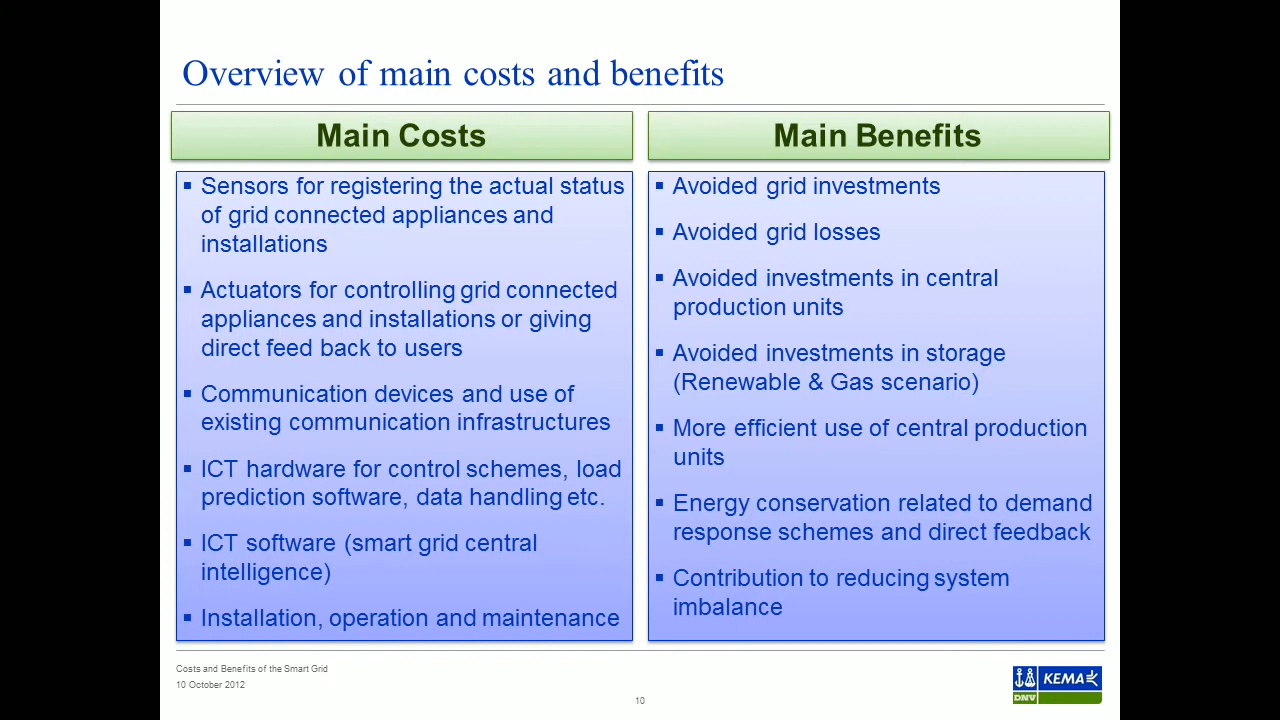 Overview of main costs and benefits
Main Costs
▪ Sensors for registering the actual status
of grid connected appliances and
installations
▪ Actuators for controlling grid connected
appliances and installations or giving
direct feed back to users
▪ Communication devices and use of
existing communication infrastructures
▪ ICT hardware for control schemes, load
prediction software, data handling etc.
▪ ICT software (smart grid central
intelligence)
▪ Installation, operation and maintenance
Main Benefits
▪ Avoided grid investments
▪ Avoided grid losses
▪ Avoided investments in central
production units
▪ Avoided investments in storage
(Renewable & Gas scenario)
▪ More efficient use of central production
units
▪ Energy conservation related to demand
response schemes and direct feedback
▪ Contribution to reducing system
imbalance
Costs and Benefits of the Smart Grid
10 October 2012
10
KEMA
DNV